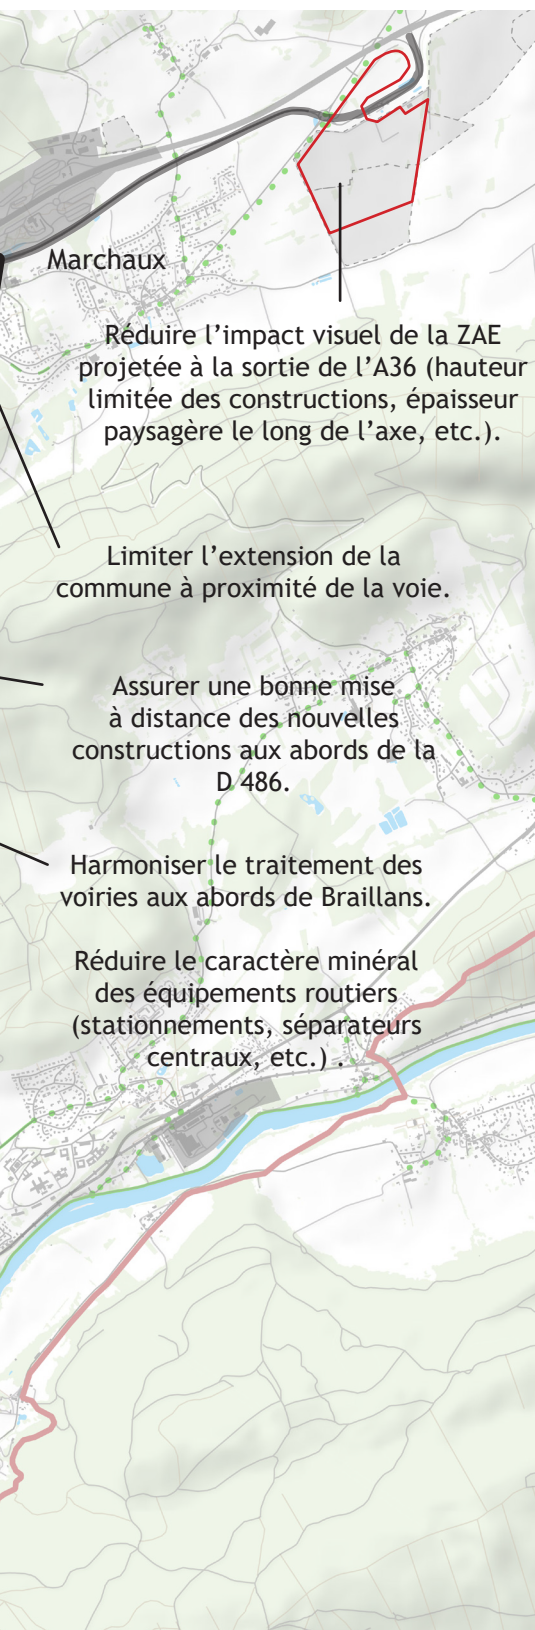 Marchaux
Réduire l’impact visuel de la ZAE
projetée à la sortie de l’A36 (hauteur
limitée des constructions, épaisseur
paysagère le long de l’axe, etc.).
Limiter l’extension de la
commune à proximité de la voie.
Assurer une bonne mise
à distance des nouvelles
constructions aux abords de la
D 486.
Harmoniser le traitement des
voiries aux abords de Braillans.
Réduire le caractère minéral
des équipements routiers
(stationnements, séparateurs
centraux, etc.) .